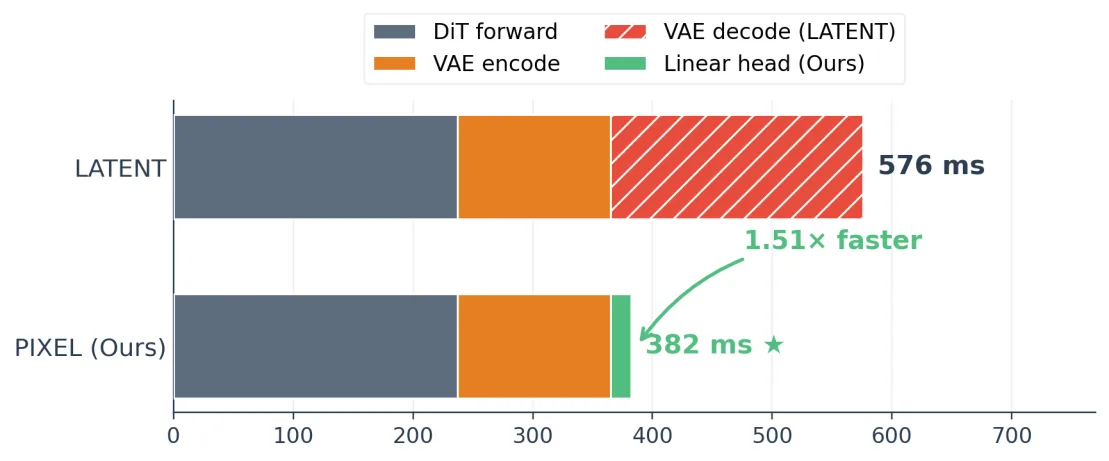 DiT forward
VAE encode
VAE decode (LATENT)
Linear head (Ours)
LATENT
576 ms
1.51× faster
PIXEL (Ours)
382 ms ★
0 100 200 300 400 500 600 700